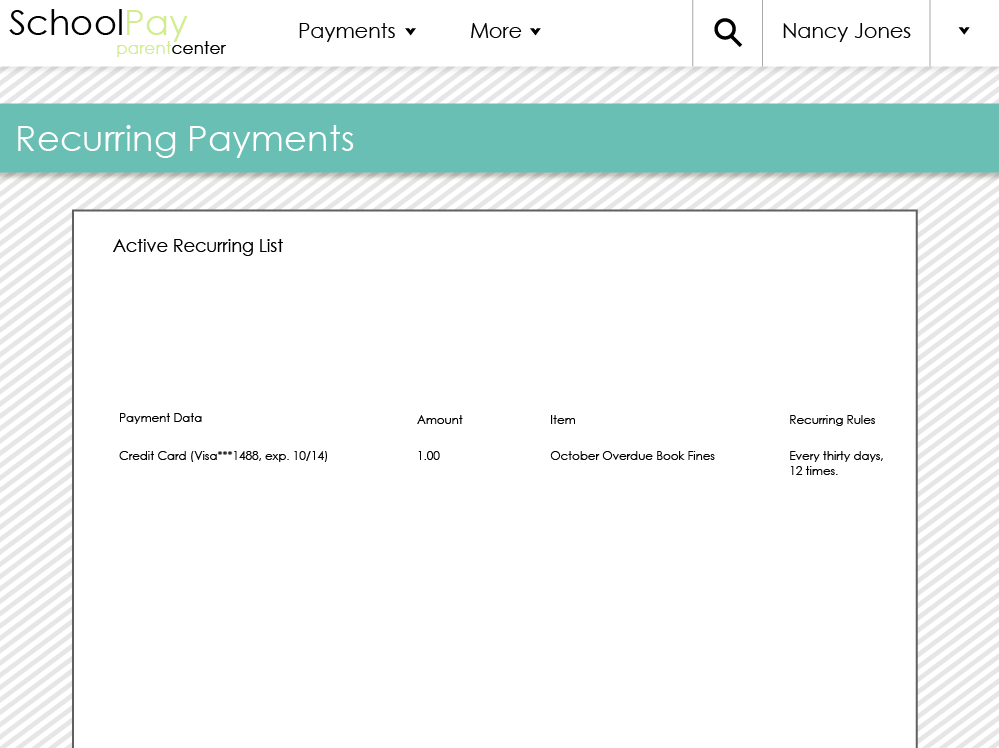 SchoolPay
parentcenter
Payments
More
Nancy Jones
Recurring Payments
Active Recurring List
Payment Data
Amount
Item
Recurring Rules
Credit Card (Visa***1488, exp. 10/14)
1.00
October Overdue Book Fines
Every thirty days,
12 times.